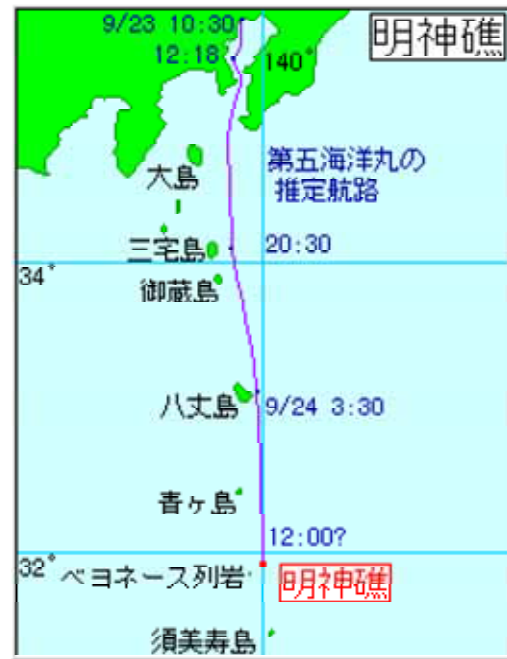 9/23 10:30
明神礁
12:18
140°
第五海洋丸の
推定航路
大島
三宅島
20:30
34°
御蔵島
八丈島
9/24 3:30
青ヶ島
12:00?
32°
ベヨネース列岩
明神礁
須美寿島